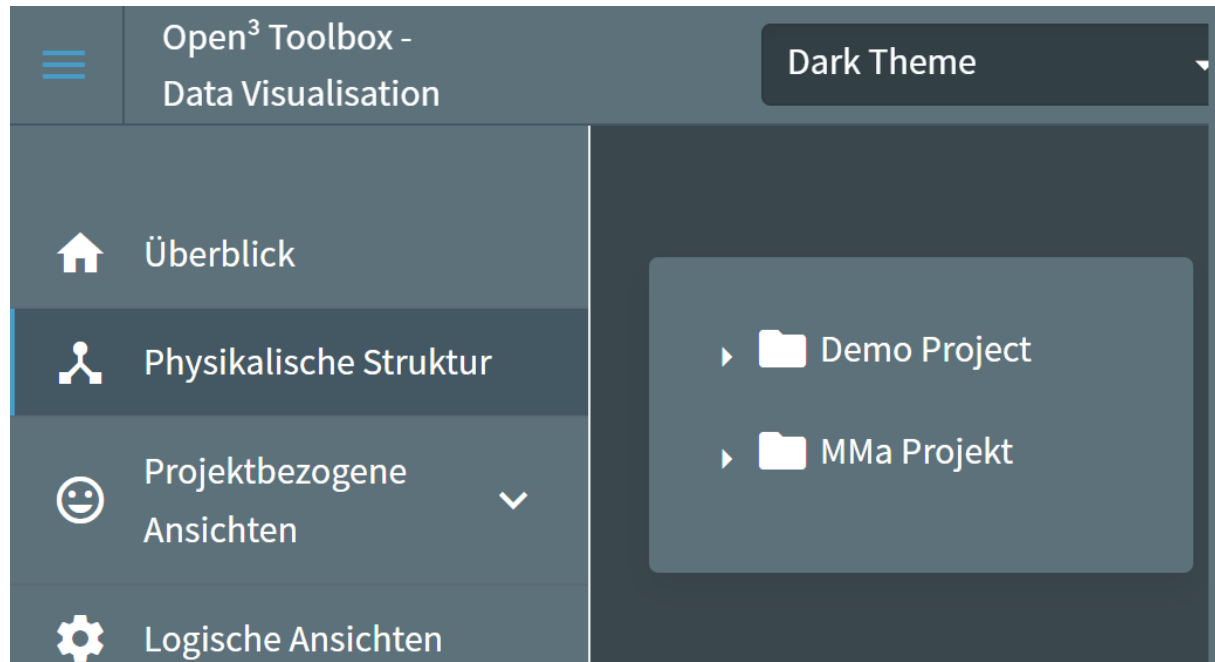 Open³ Toolbox -
Data Visualisation
Dark Theme
Überblick
Physikalische Struktur
Projektbezogene
Ansichten
Logische Ansichten
Demo Project
MMa Projekt